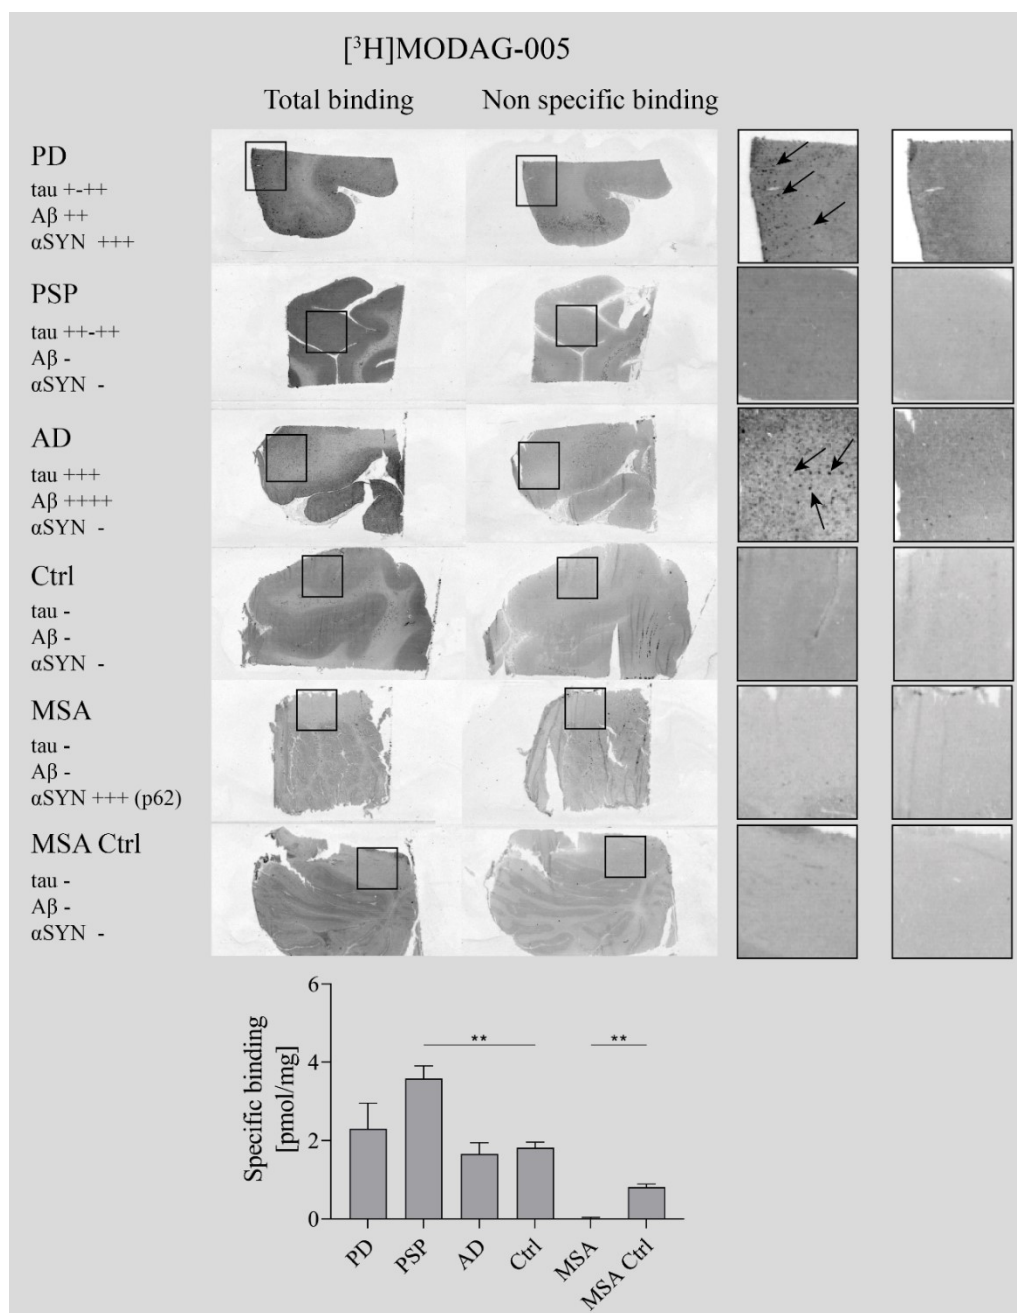 [³H]MODAG-005
Total binding
Non specific binding
PD
tau +-++
Aβ ++
αSYN +++
PSP
tau ++-++
Aβ -
αSYN -
AD
tau +++
Aβ ++++
αSYN -
Ctrl
tau -
Aβ -
αSYN -
MSA
tau -
Aβ -
αSYN +++ (p62)
MSA Ctrl
tau -
Aβ -
αSYN -
Specific binding
[pmol/mg]
6
4
2
0
**
**
PD
PSP
AD
Ctrl
MSA
MSA Ctrl